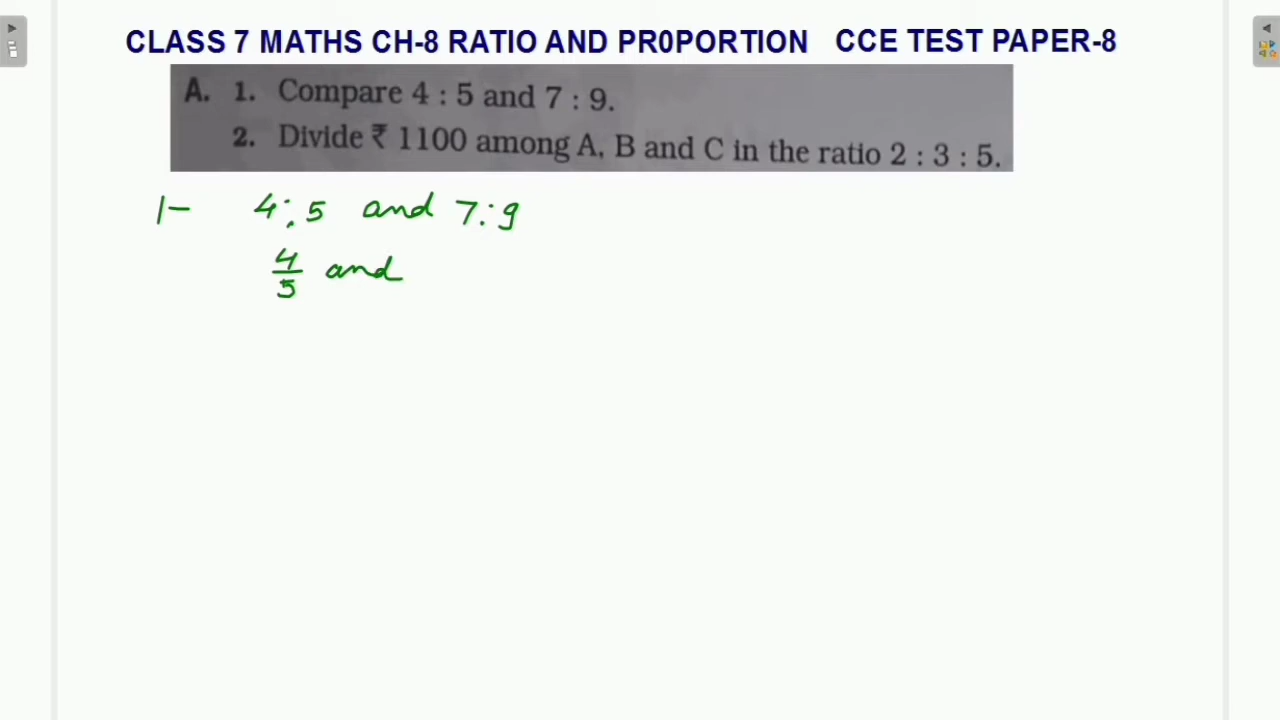 CLASS 7 MATHS CH-8 RATIO AND PR0PORTION CCE TEST PAPER-8
A. 1. Compare 4 : 5 and 7 : 9.
2. Divide ₹ 1100 among A, B and C in the ratio 2 : 3 : 5.
1- 4:5 and 7:9
4/5 and